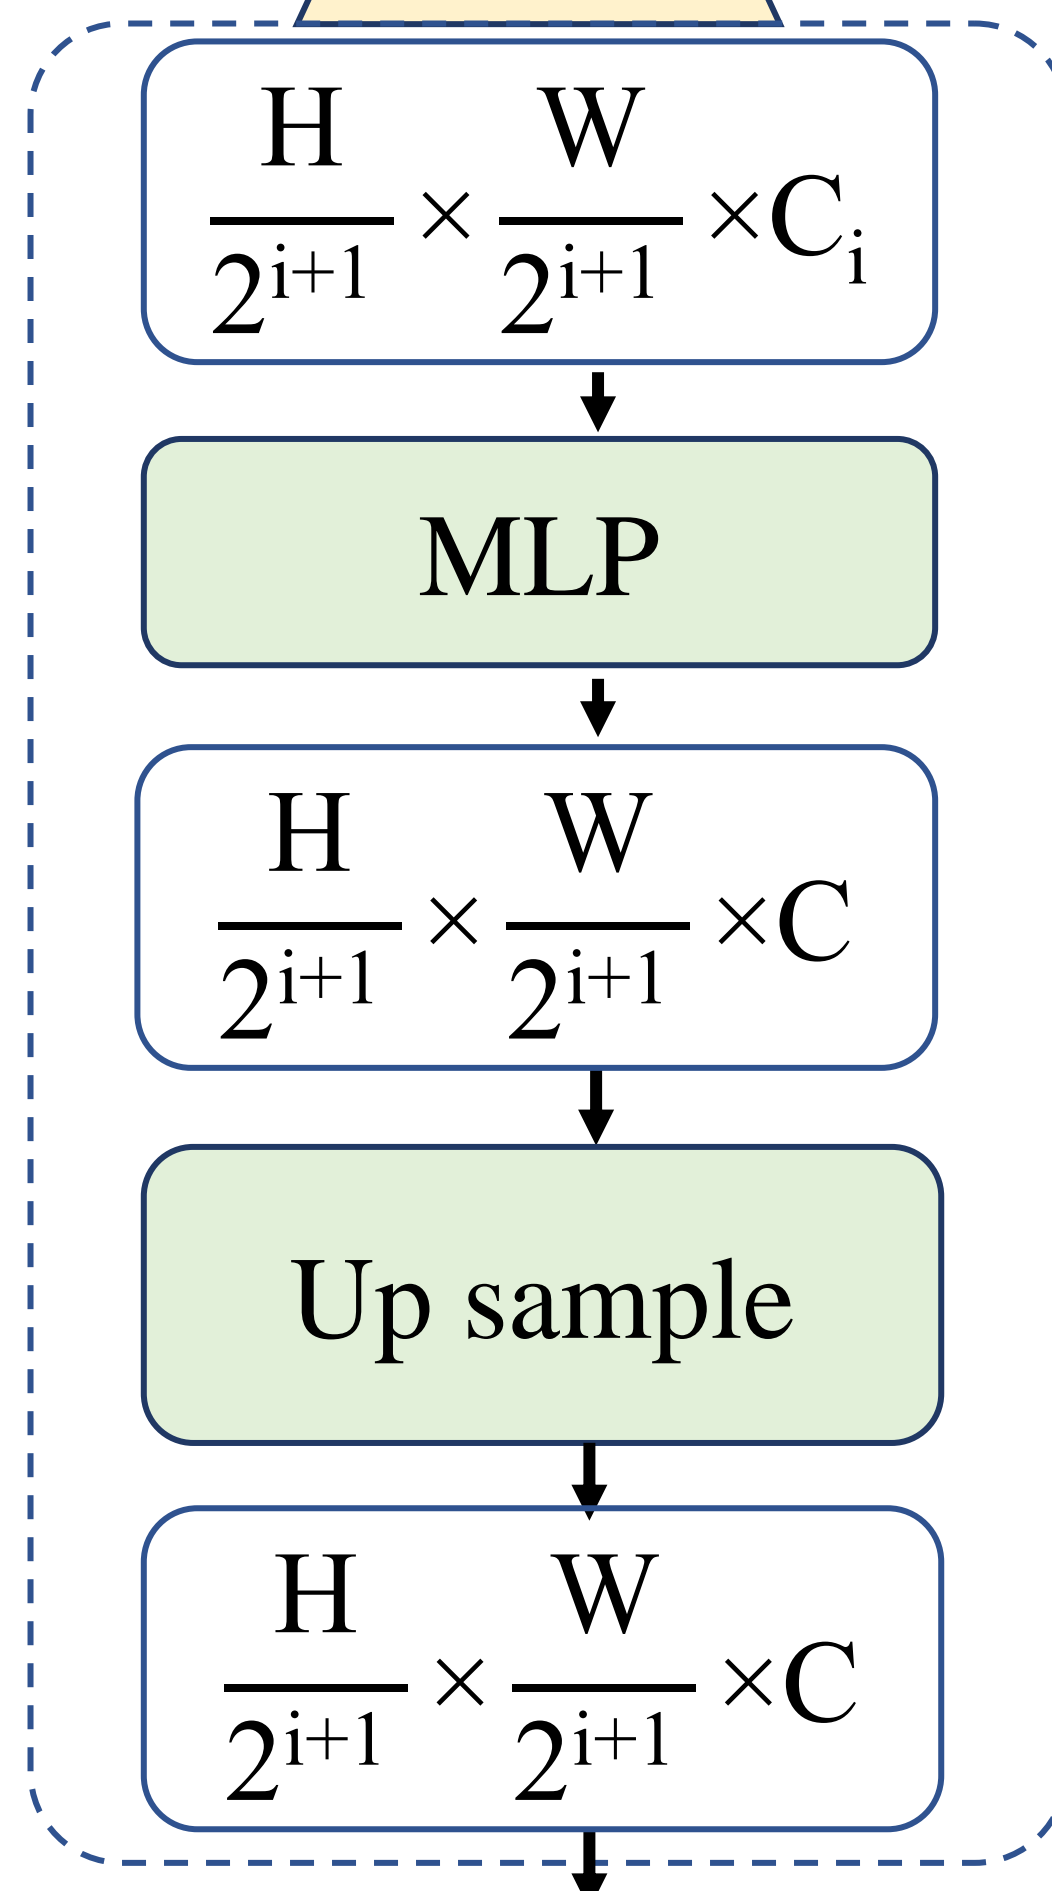 H/2^{i+1} × W/2^{i+1} ×C_i
MLP
H/2^{i+1} × W/2^{i+1} ×C
Up sample
H/2^{i+1} × W/2^{i+1} ×C